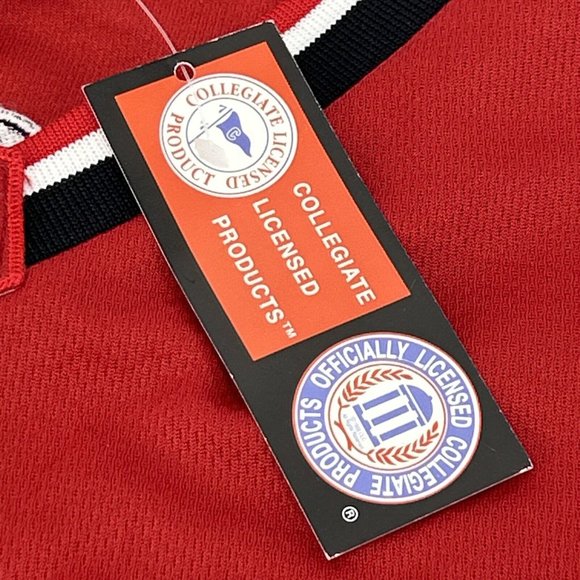 COLLEGIATE LICENSED PRODUCT
C
COLLEGIATE
LICENSED
PRODUCTS™
OFFICIALLY LICENSED COLLEGIATE PRODUCTS
®